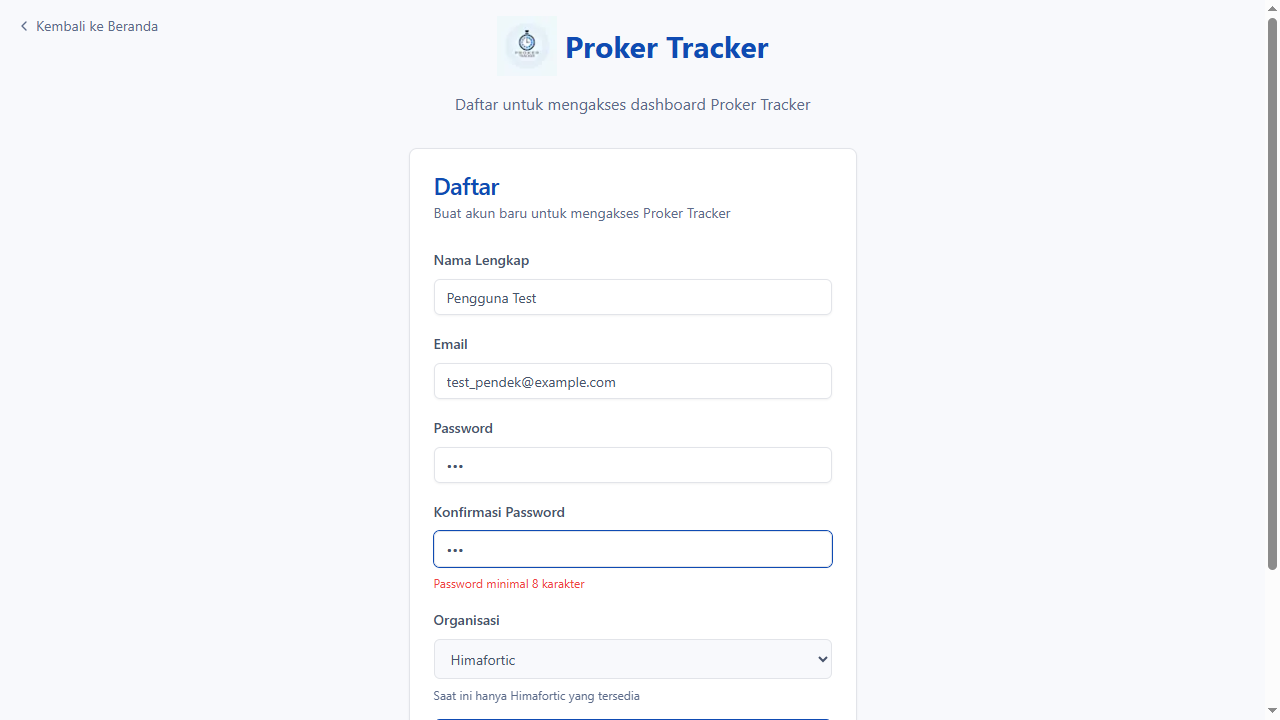 Kembali ke Beranda
Proker Tracker
Daftar untuk mengakses dashboard Proker Tracker
Daftar
Buat akun baru untuk mengakses Proker Tracker
Nama Lengkap
Pengguna Test
Email
test_pendek@example.com
Password
•••
Konfirmasi Password
•••
Password minimal 8 karakter
Organisasi
Himafortic
Saat ini hanya Himafortic yang tersedia